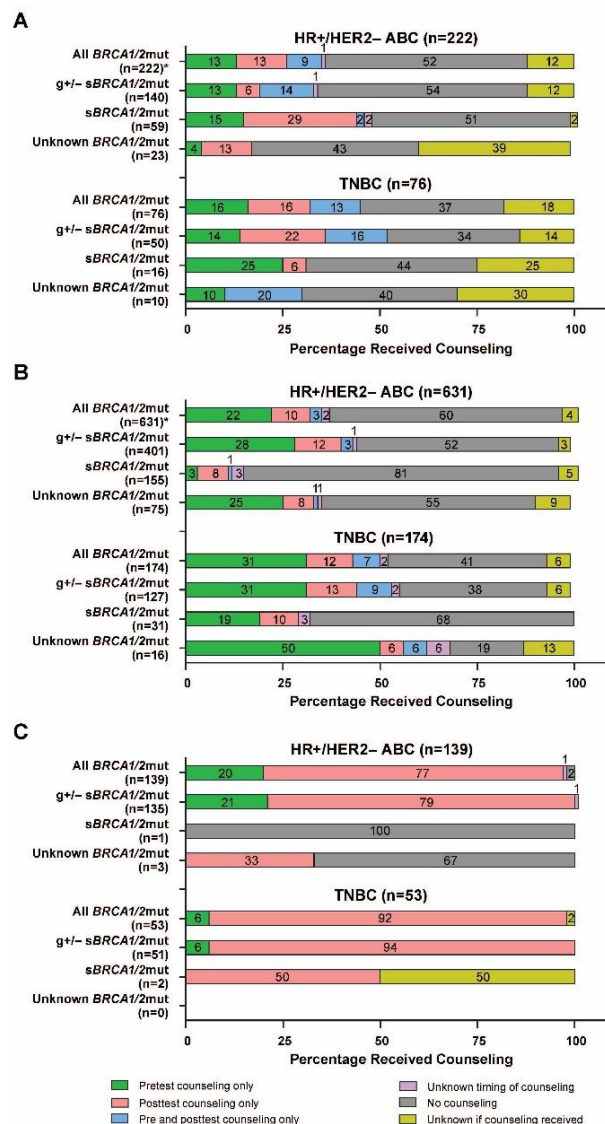 A
HR+/HER2– ABC (n=222)
All BRCA1/2mut
(n=222)*
13 13 9 1 52 12
g+/– sBRCA1/2mut
(n=140)
13 6 14 1 54 12
sBRCA1/2mut
(n=59)
15 29 2 2 51 2
Unknown BRCA1/2mut
(n=23)
4 13 43 39
TNBC (n=76)
All BRCA1/2mut
(n=76)
16 16 13 37 18
g+/– sBRCA1/2mut
(n=50)
14 22 16 34 14
sBRCA1/2mut
(n=16)
25 6 44 25
Unknown BRCA1/2mut
(n=10)
10 20 40 30
0 25 50 75 100
Percentage Received Counseling
B
HR+/HER2– ABC (n=631)
All BRCA1/2mut
(n=631)*
22 10 3 2 60 4
g+/– sBRCA1/2mut
(n=401)
28 12 3 1 52 3
sBRCA1/2mut
(n=155)
3 8 1 3 81 5
Unknown BRCA1/2mut
(n=75)
25 8 1 1 55 9
TNBC (n=174)
All BRCA1/2mut
(n=174)
31 12 7 2 41 6
g+/– sBRCA1/2mut
(n=127)
31 13 9 2 38 6
sBRCA1/2mut
(n=31)
19 10 3 68
Unknown BRCA1/2mut
(n=16)
50 6 6 6 19 13
0 25 50 75 100
Percentage Received Counseling
C
HR+/HER2– ABC (n=139)
All BRCA1/2mut
(n=139)
20 77 1 2
g+/– sBRCA1/2mut
(n=135)
21 79 1
sBRCA1/2mut
(n=1)
100
Unknown BRCA1/2mut
(n=3)
33 67
TNBC (n=53)
All BRCA1/2mut
(n=53)
6 92 2
g+/– sBRCA1/2mut
(n=51)
6 94
sBRCA1/2mut
(n=2)
50 50
Unknown BRCA1/2mut
(n=0)
0 25 50 75 100
Percentage Received Counseling
Pretest counseling only
Posttest counseling only
Pre and posttest counseling only
Unknown timing of counseling
No counseling
Unknown if counseling received